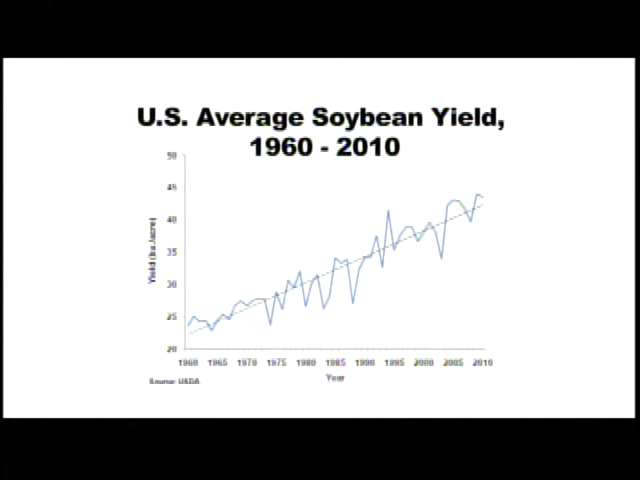 U.S. Average Soybean Yield,
1960 - 2010
50
45
40
35
30
25
20
Yield (bu./acre)
1960 1965 1970 1975 1980 1985 1990 1995 2000 2005 2010
Year
Source: USDA